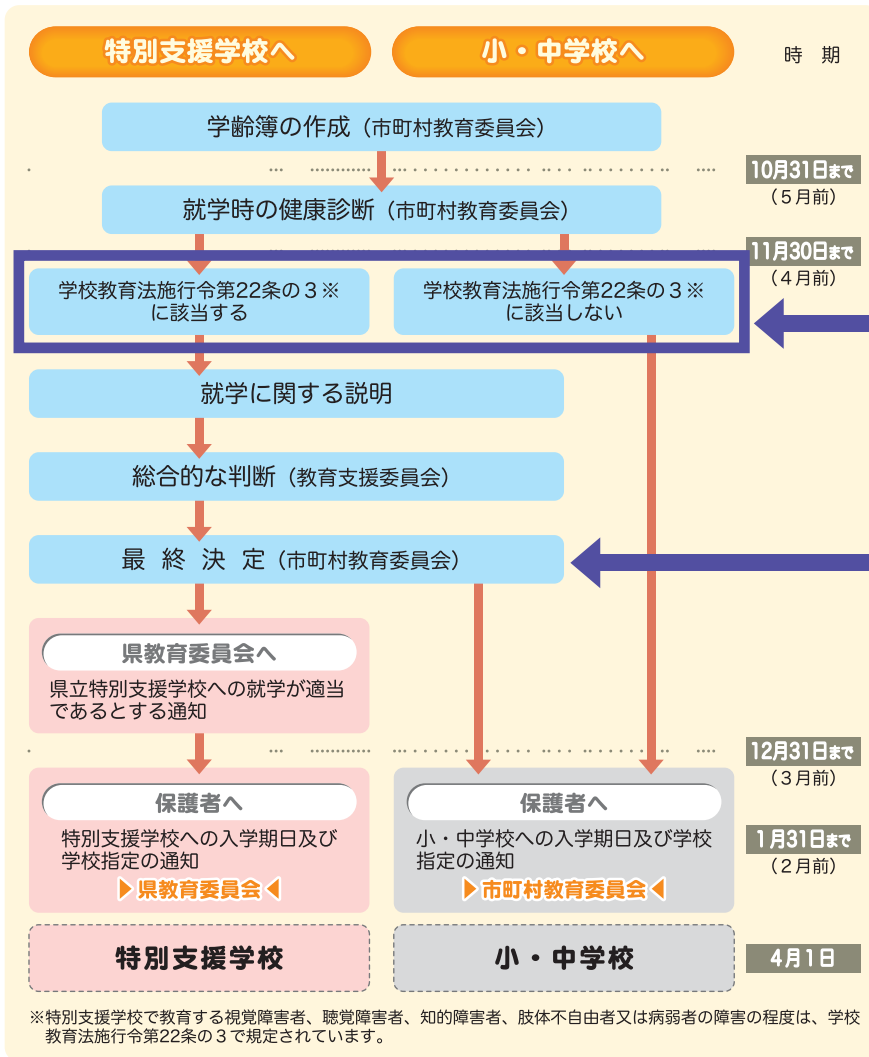 特別支援学校へ
小・中学校へ
時　期
学齢簿の作成（市町村教育委員会）
10月31日まで
（５月前）
就学時の健康診断（市町村教育委員会）
11月30日まで
（４月前）
学校教育法施行令第22条の３※
に該当する
学校教育法施行令第22条の３※
に該当しない
就学に関する説明
総合的な判断（教育支援委員会）
最 終 決 定（市町村教育委員会）
県教育委員会へ
県立特別支援学校への就学が適当
であるとする通知
12月31日まで
（３月前）
保護者へ
特別支援学校への入学期日及び
学校指定の通知
県教育委員会
保護者へ
小・中学校への入学期日及び学校
指定の通知
市町村教育委員会
１月31日まで
（２月前）
特別支援学校
小・中学校
４月１日
※特別支援学校で教育する視覚障害者、聴覚障害者、知的障害者、肢体不自由者又は病弱者の障害の程度は、学校
教育法施行令第22条の３で規定されています。